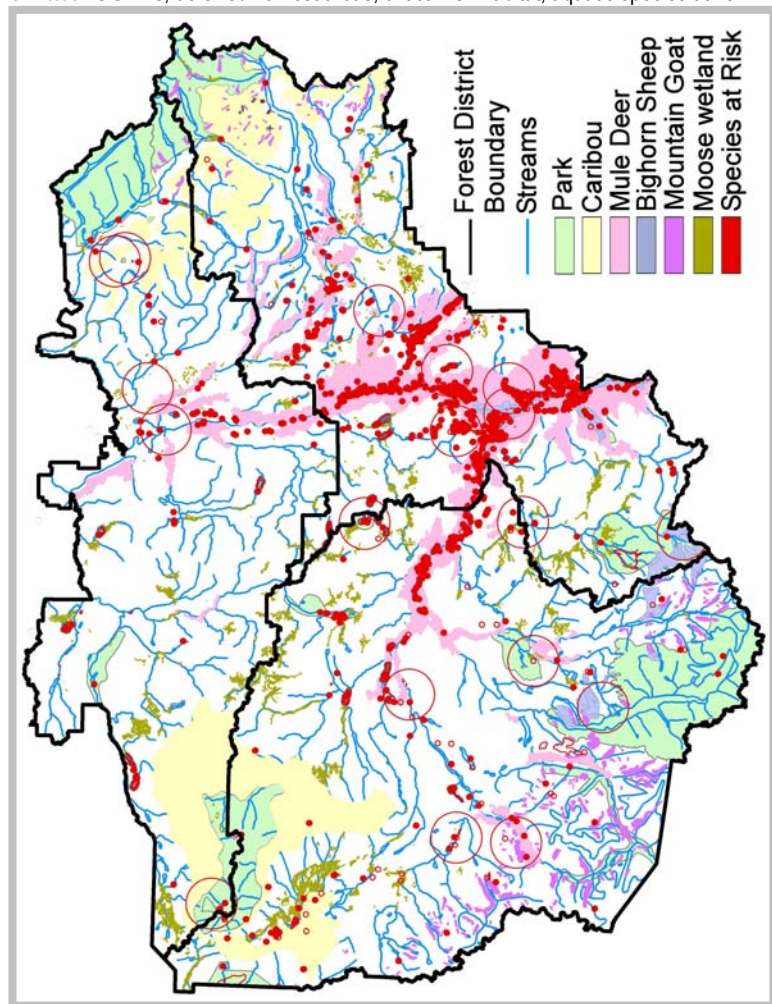 Forest District
Boundary
Streams
Park
Caribou
Mule Deer
Bighorn Sheep
Mountain Goat
Moose wetland
Species at Risk